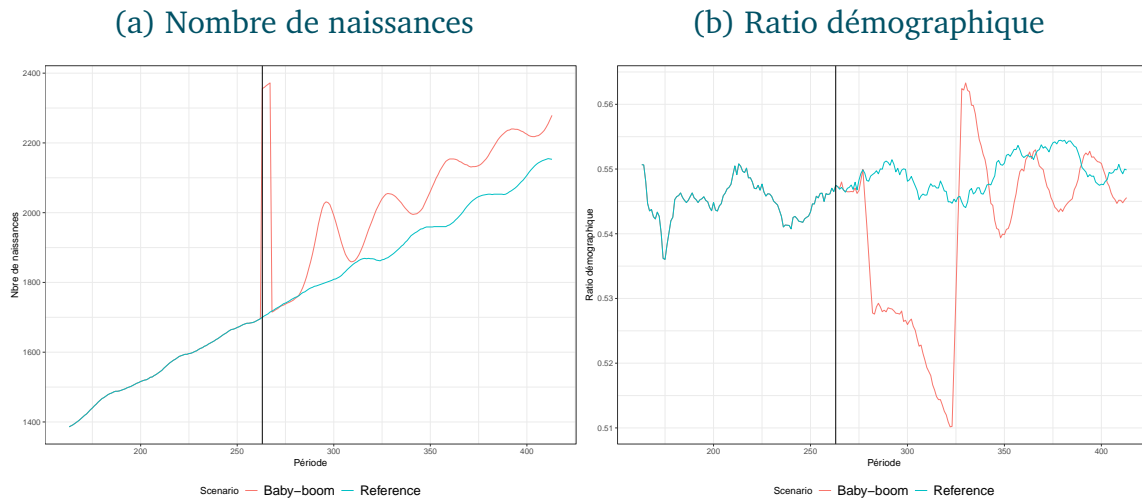 (a) Nombre de naissances
2400
2200
2000
1800
1600
1400
Nbre de naissances
200
250
300
350
400
Période
Scenario Baby−boom Reference
(b) Ratio démographique
0.56
0.55
0.54
0.53
0.52
0.51
Ratio démographique
200
250
300
350
400
Période
Scenario Baby−boom Reference